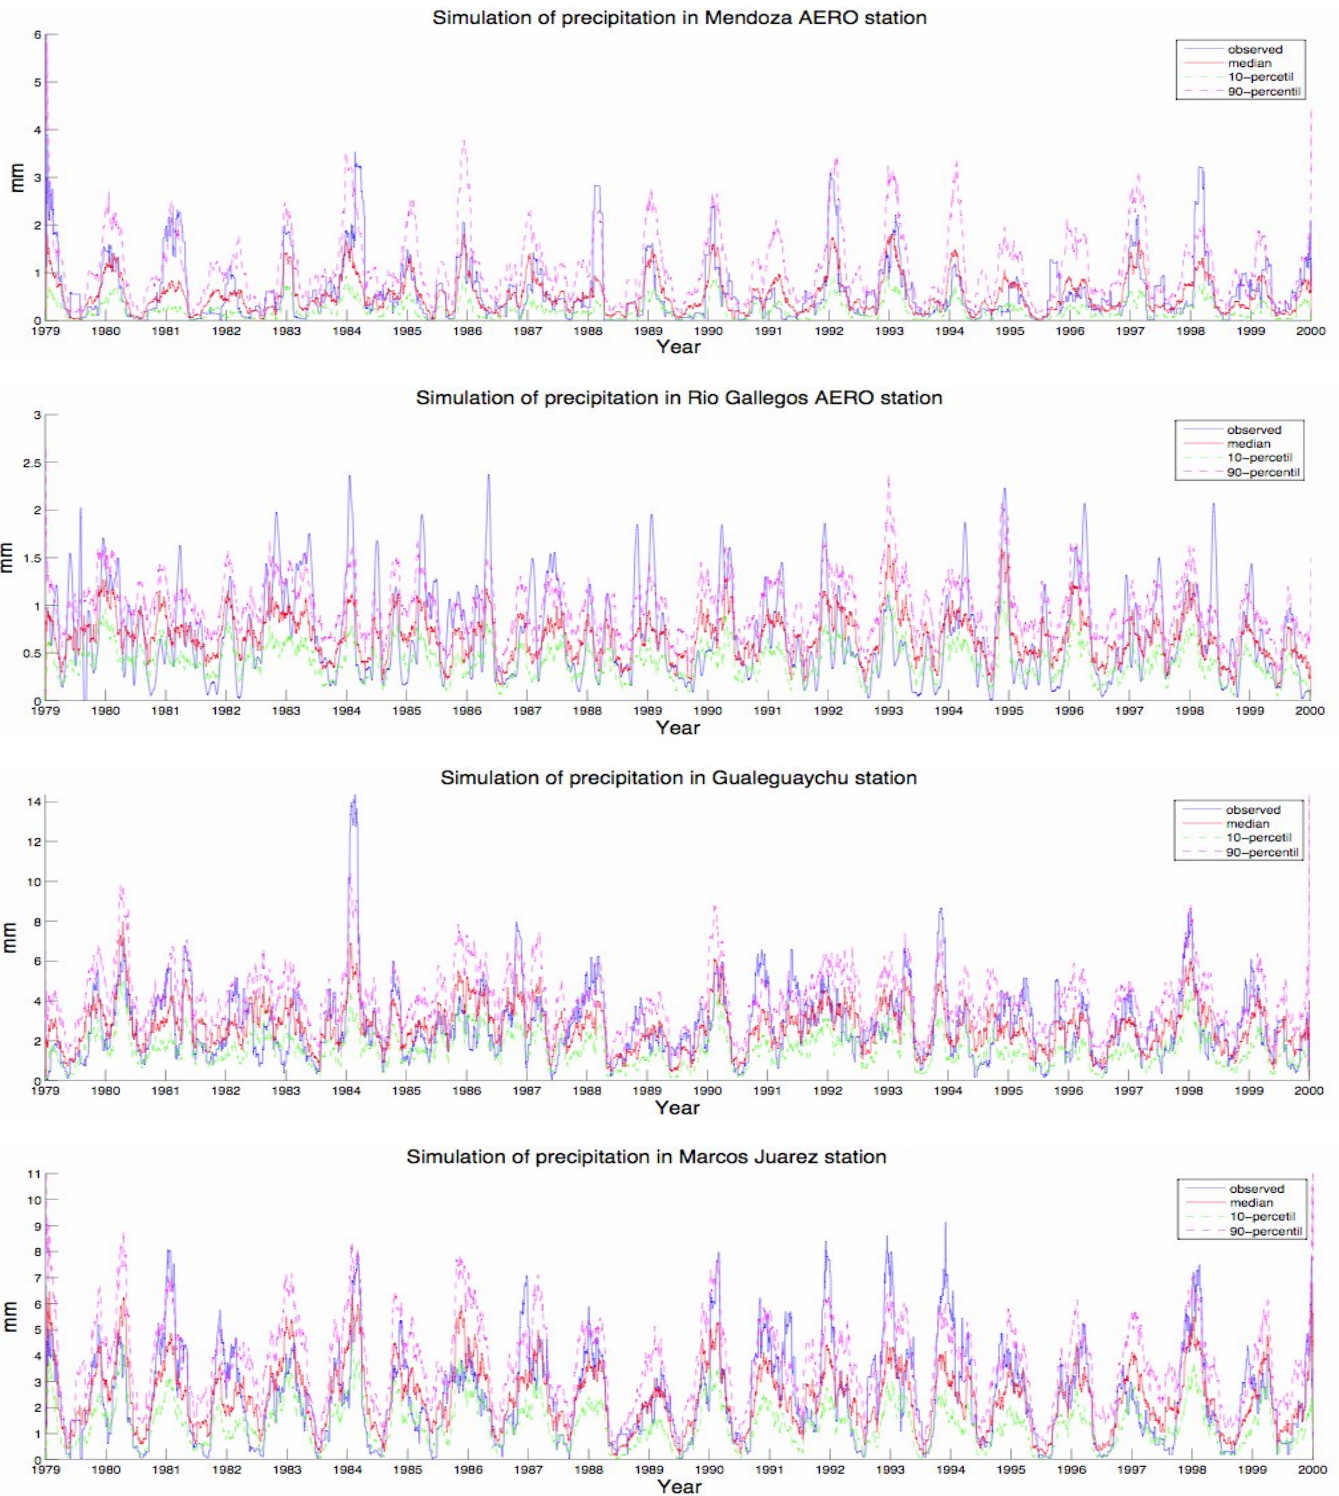 Simulation of precipitation in Mendoza AERO station
6
5
4
3
2
1
0
mm
observed
median
10-percetil
90-percentil
1979 1980 1981 1982 1983 1984 1985 1986 1987 1988 1989 1990 1991 1992 1993 1994 1995 1996 1997 1998 1999 2000
Year
Simulation of precipitation in Rio Gallegos AERO station
3
2.5
2
1.5
1
0.5
0
mm
observed
median
10-percetil
90-percentil
1979 1980 1981 1982 1983 1984 1985 1986 1987 1988 1989 1990 1991 1992 1993 1994 1995 1996 1997 1998 1999 2000
Year
Simulation of precipitation in Gualeguaychu station
14
12
10
8
6
4
2
0
mm
observed
median
10-percetil
90-percentil
1979 1980 1981 1982 1983 1984 1985 1986 1987 1988 1989 1990 1991 1992 1993 1994 1995 1996 1997 1998 1999 2000
Year
Simulation of precipitation in Marcos Juarez station
11
10
9
8
7
6
5
4
3
2
1
0
mm
observed
median
10-percetil
90-percentil
1979 1980 1981 1982 1983 1984 1985 1986 1987 1988 1989 1990 1991 1992 1993 1994 1995 1996 1997 1998 1999 2000
Year